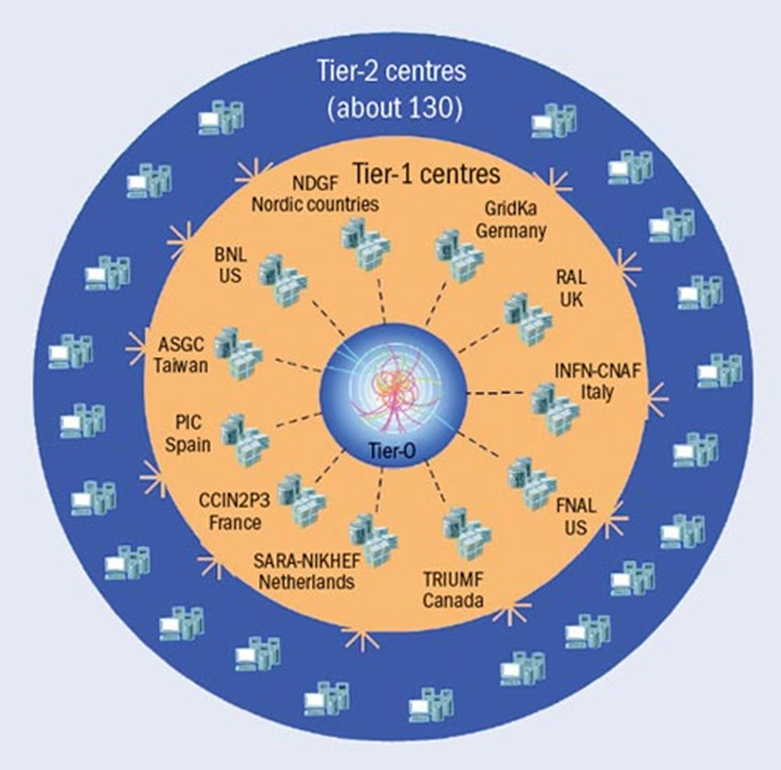 Tier-2 centres
(about 130)
Tier-1 centres
NDGF
Nordic countries
GridKa
Germany
BNL
US
RAL
UK
ASGC
Taiwan
INFN-CNAF
Italy
PIC
Spain
Tier-0
CCIN2P3
France
FNAL
US
SARA-NIKHEF
Netherlands
TRIUMF
Canada